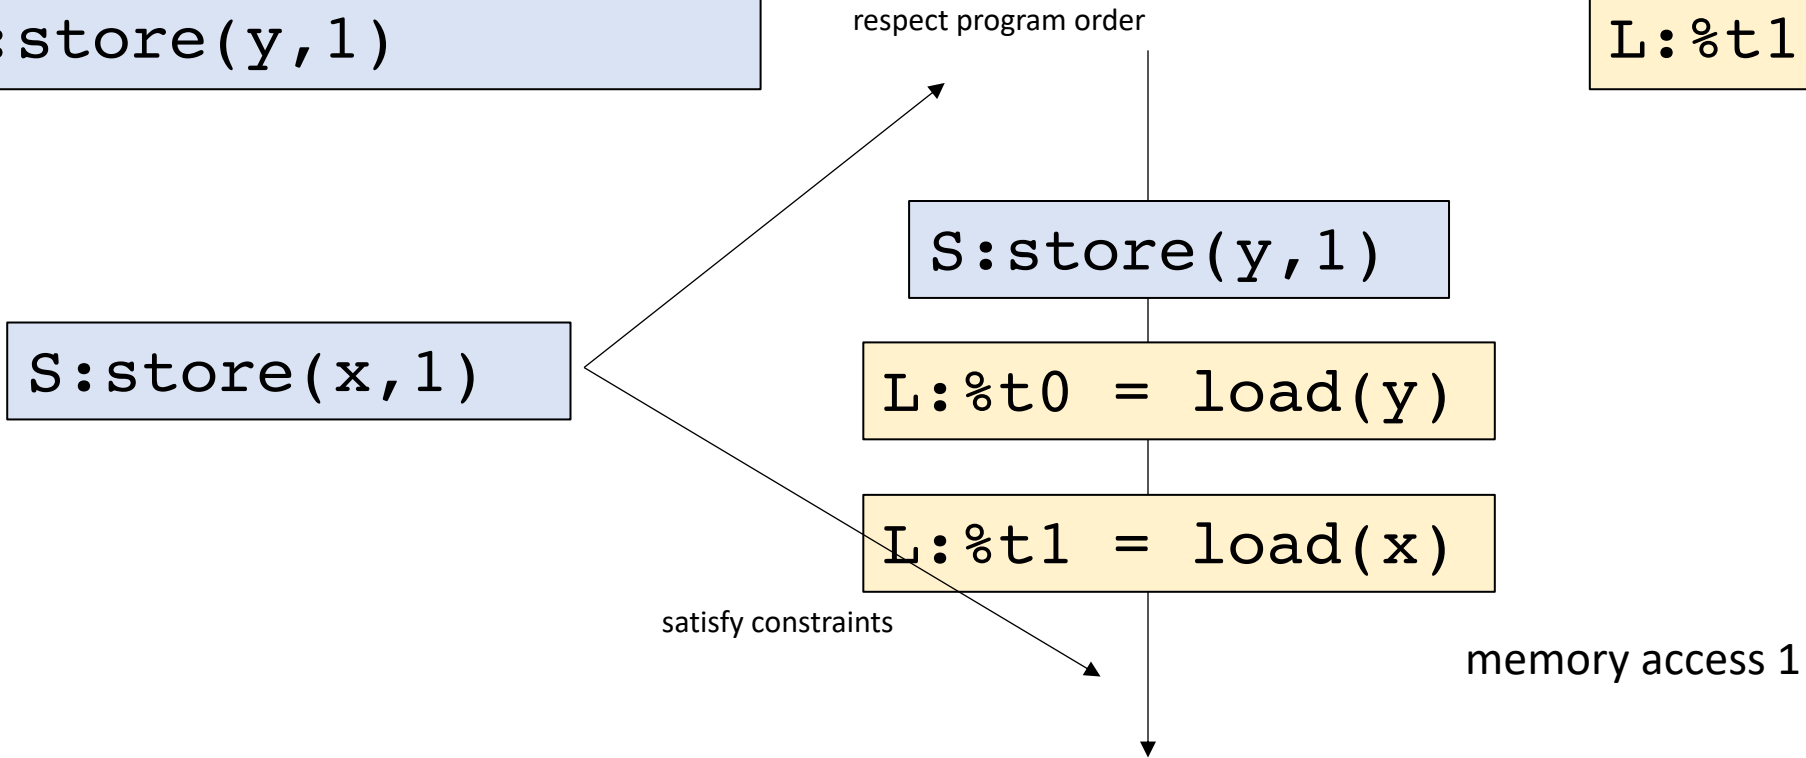 :store(y,1)
respect program order
L:%t1
S:store(y,1)
S:store(x,1)
L:%t0 = load(y)
L:%t1 = load(x)
satisfy constraints
memory access 1